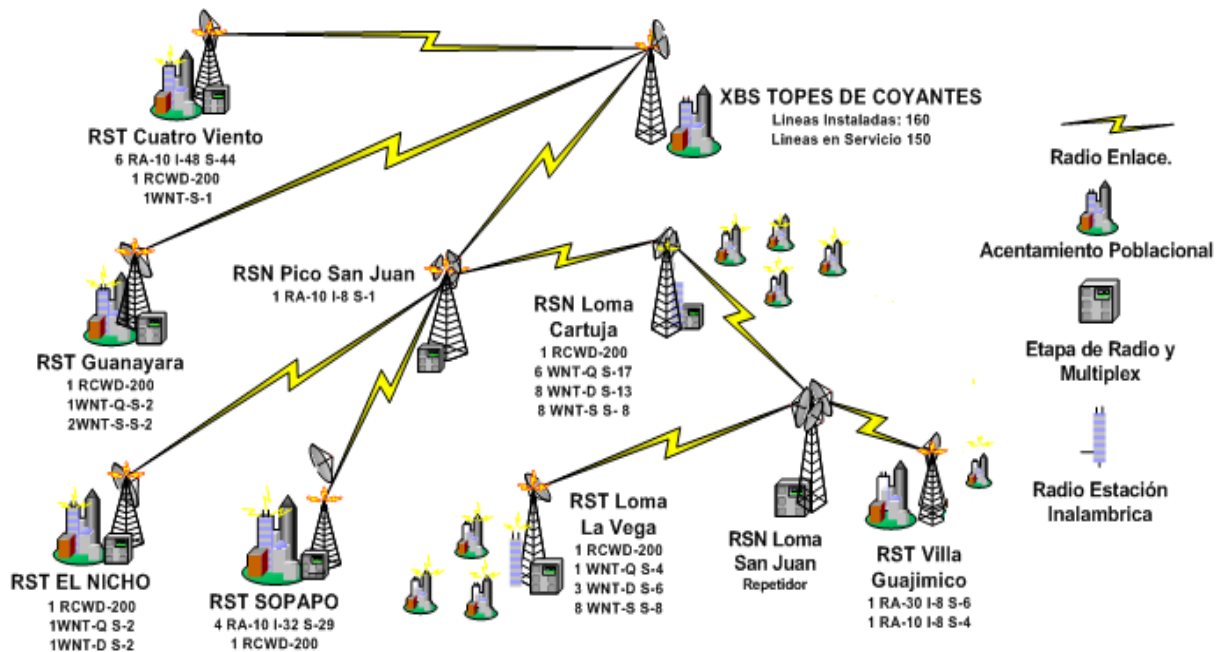 XBS TOPES DE COYANTES
Lineas Instaladas: 160
Lineas en Servicio 150
RST Cuatro Viento
6 RA-10 I-48 S-44
1 RCWD-200
1WNT-S-1
Radio Enlace.
Acentamiento Poblacional
RSN Pico San Juan
1 RA-10 I-8 S-1
RSN Loma
Cartuja
1 RCWD-200
6 WNT-Q S-17
8 WNT-D S-13
8 WNT-S S- 8
RST Guanayara
1 RCWD-200
1WNT-Q-S-2
2WNT-S-S-2
Etapa de Radio y
Multiplex
Radio Estación
Inalambrica
RST EL NICHO
1 RCWD-200
1WNT-Q S-2
1WNT-D S-2
RST SOPAPO
4 RA-10 I-32 S-29
1 RCWD-200
RST Loma
La Vega
1 RCWD-200
1 WNT-Q S-4
3 WNT-D S-6
8 WNT-S S-8
RSN Loma
San Juan
Repetidor
RST Villa
Guajimico
1 RA-30 I-8 S-6
1 RA-10 I-8 S-4